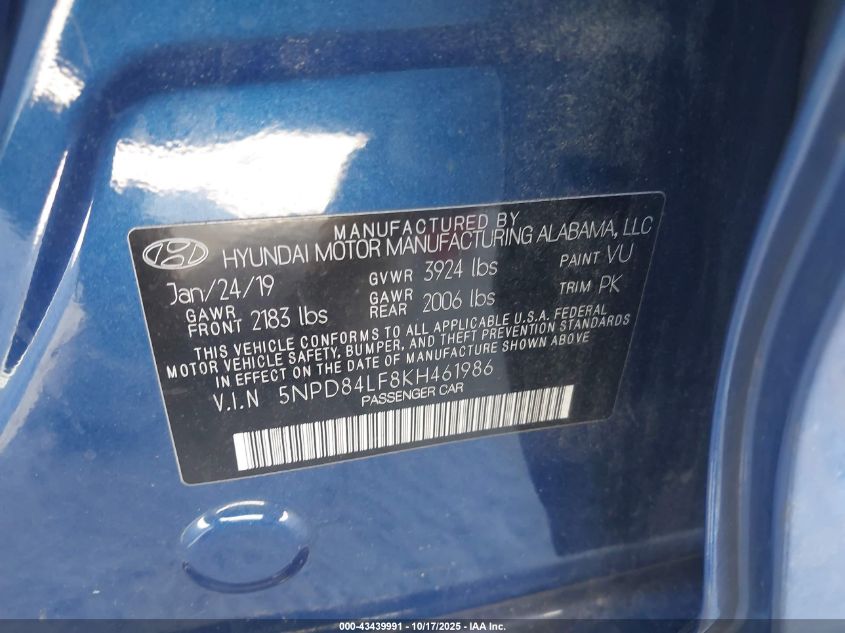 MANUFACTURED BY
HYUNDAI MOTOR MANUFACTURING ALABAMA, LLC
Jan/24/19 GVWR 3924 lbs PAINT VU
GAWR FRONT 2183 lbs GAWR REAR 2006 lbs TRIM PK
THIS VEHICLE CONFORMS TO ALL APPLICABLE U.S.A. FEDERAL
MOTOR VEHICLE SAFETY, BUMPER, AND THEFT PREVENTION STANDARDS
IN EFFECT ON THE DATE OF MANUFACTURE SHOWN ABOVE
V.I.N 5NPD84LF8KH461986
PASSENGER CAR
000-43439991 - 10/17/2025 - IAA Inc.